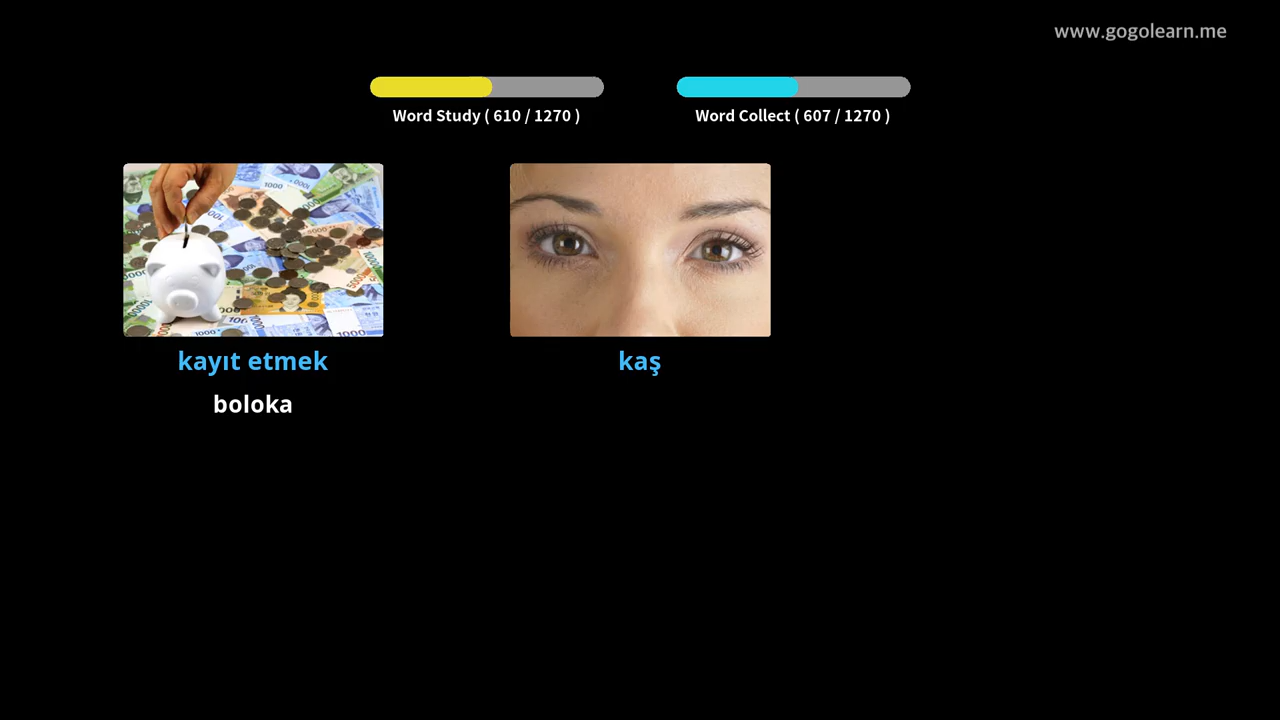 www.gogolearn.me
Word Study ( 610 / 1270 )
Word Collect ( 607 / 1270 )
kayıt etmek
boloka
kaş